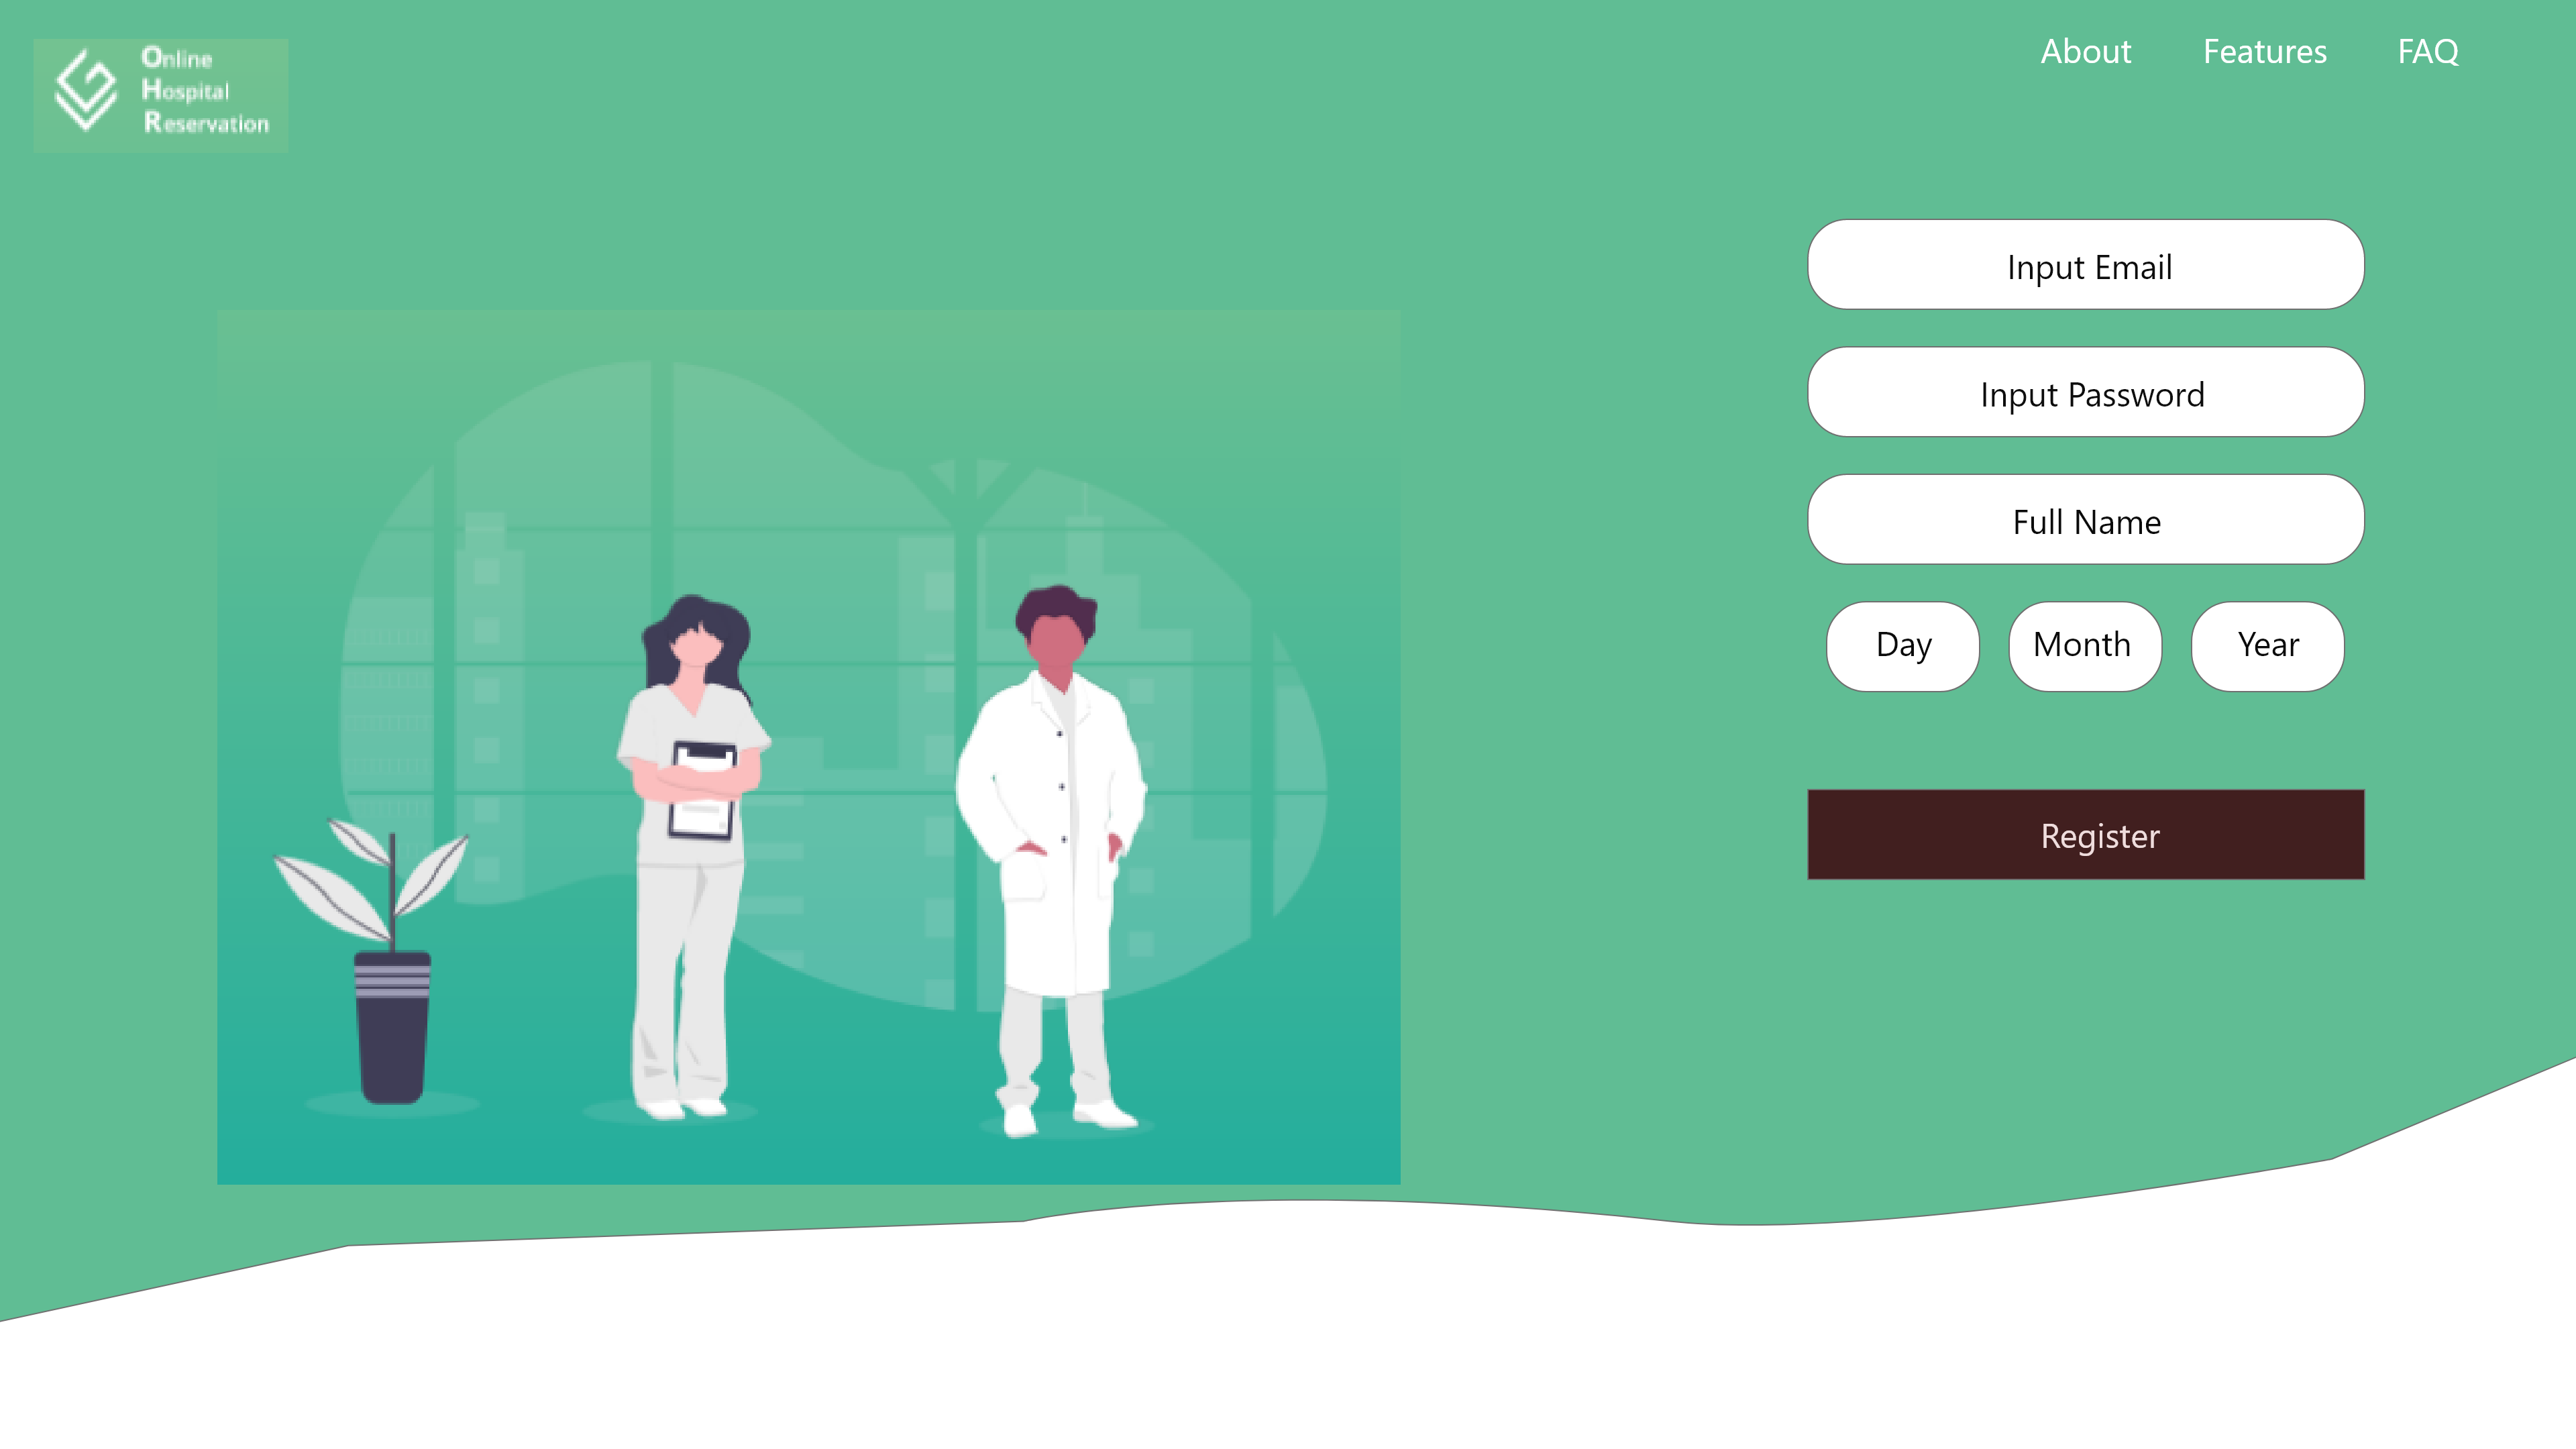 Online
Hospital
Reservation
About Features FAQ
Input Email
Input Password
Full Name
Day Month Year
Register